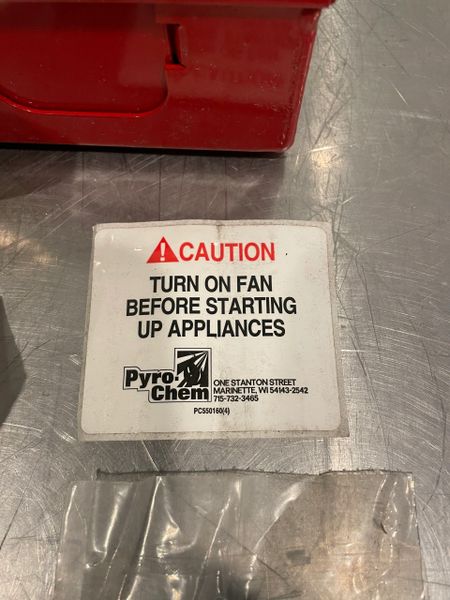 CAUTION
TURN ON FAN
BEFORE STARTING
UP APPLIANCES
Pyro-
Chem
ONE STANTON STREET
MARINETTE, WI 54143-2542
715-732-3465
PC550160(4)